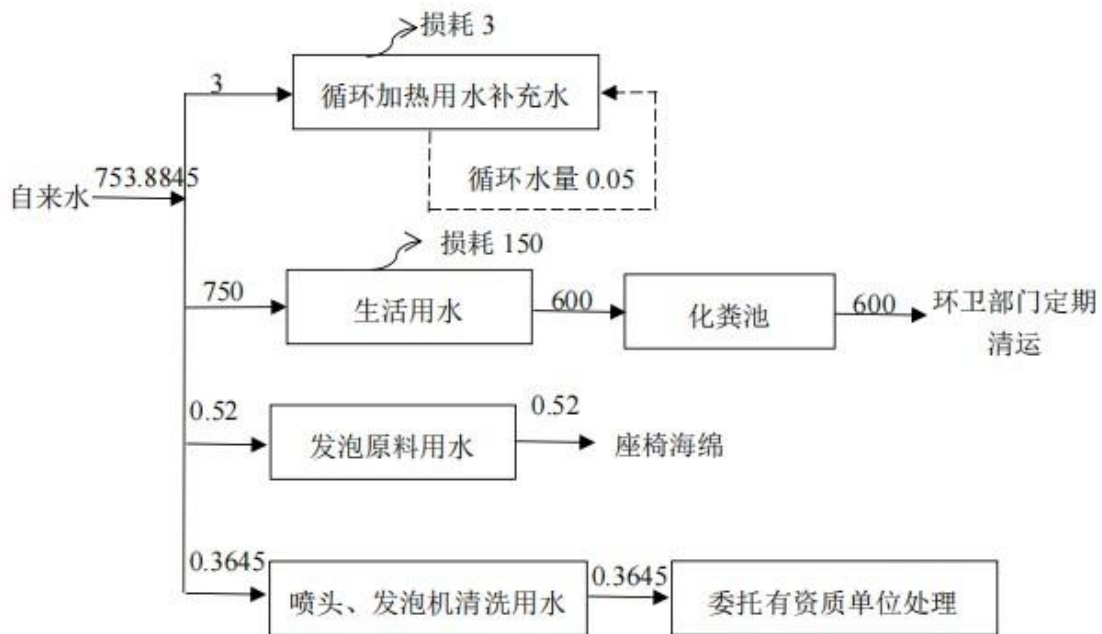 损耗 3
3
循环加热用水补充水
循环水量 0.05
自来水
753.8845
损耗 150
750
生活用水
600
化粪池
600
环卫部门定期
清运
0.52
发泡原料用水
0.52
座椅海绵
0.3645
喷头、发泡机清洗用水
0.3645
委托有资质单位处理